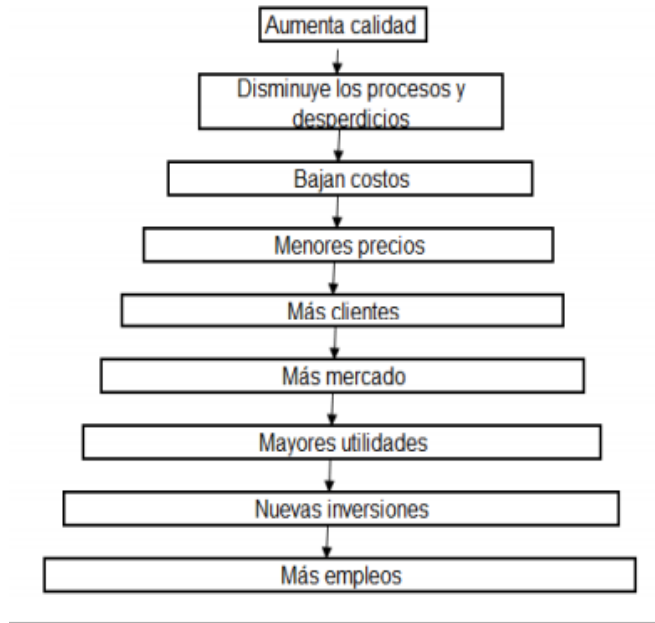 Aumenta calidad
Disminuye los procesos y
desperdicios
Bajan costos
Menores precios
Más clientes
Más mercado
Mayores utilidades
Nuevas inversiones
Más empleos